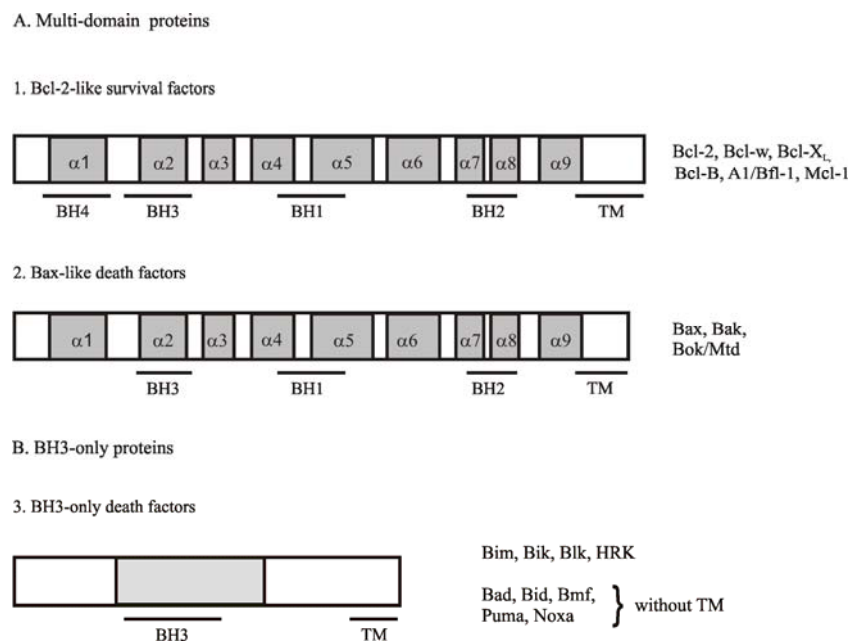 A. Multi-domain proteins
1. Bcl-2-like survival factors
α1 α2 α3 α4 α5 α6 α7 α8 α9
Bcl-2, Bcl-w, Bcl-XL,
Bcl-B, A1/Bfl-1, Mcl-1
BH4 BH3 BH1 BH2 TM
2. Bax-like death factors
α1 α2 α3 α4 α5 α6 α7 α8 α9
Bax, Bak,
Bok/Mtd
BH3 BH1 BH2 TM
B. BH3-only proteins
3. BH3-only death factors
Bim, Bik, Blk, HRK
Bad, Bid, Bmf,
Puma, Noxa } without TM
BH3 TM